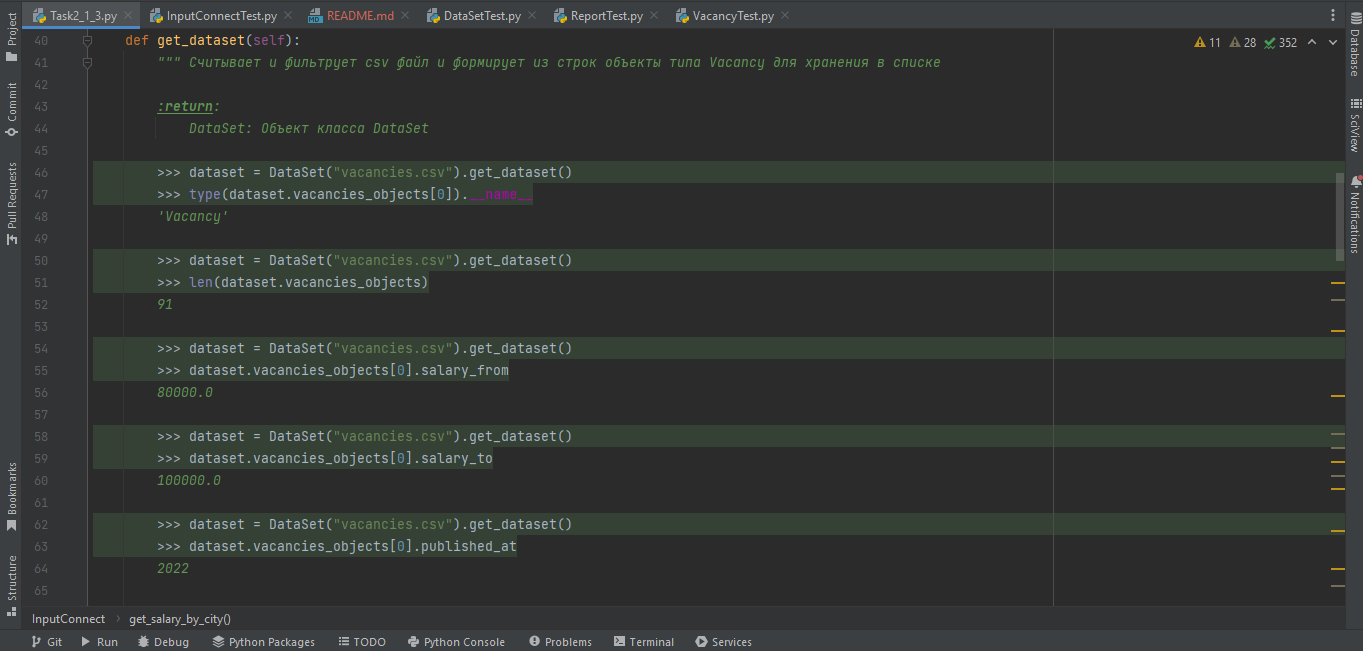 Task2_1_3.py InputConnectTest.py README.md DataSetTest.py ReportTest.py VacancyTest.py
Project
Commit
Pull Requests
Bookmarks
Structure
11 28 352
40 def get_dataset(self):
41 """ Считывает и фильтрует csv файл и формирует из строк объекты типа Vacancy для хранения в списке
42
43 :return:
44 DataSet: Объект класса DataSet
45
46 >>> dataset = DataSet("vacancies.csv").get_dataset()
47 >>> type(dataset.vacancies_objects[0]).__name__
48 'Vacancy'
49
50 >>> dataset = DataSet("vacancies.csv").get_dataset()
51 >>> len(dataset.vacancies_objects)
52 91
53
54 >>> dataset = DataSet("vacancies.csv").get_dataset()
55 >>> dataset.vacancies_objects[0].salary_from
56 80000.0
57
58 >>> dataset = DataSet("vacancies.csv").get_dataset()
59 >>> dataset.vacancies_objects[0].salary_to
60 100000.0
61
62 >>> dataset = DataSet("vacancies.csv").get_dataset()
63 >>> dataset.vacancies_objects[0].published_at
64 2022
65
Database
SciView
Notifications
InputConnect › get_salary_by_city()
Git Run Debug Python Packages TODO Python Console Problems Terminal Services